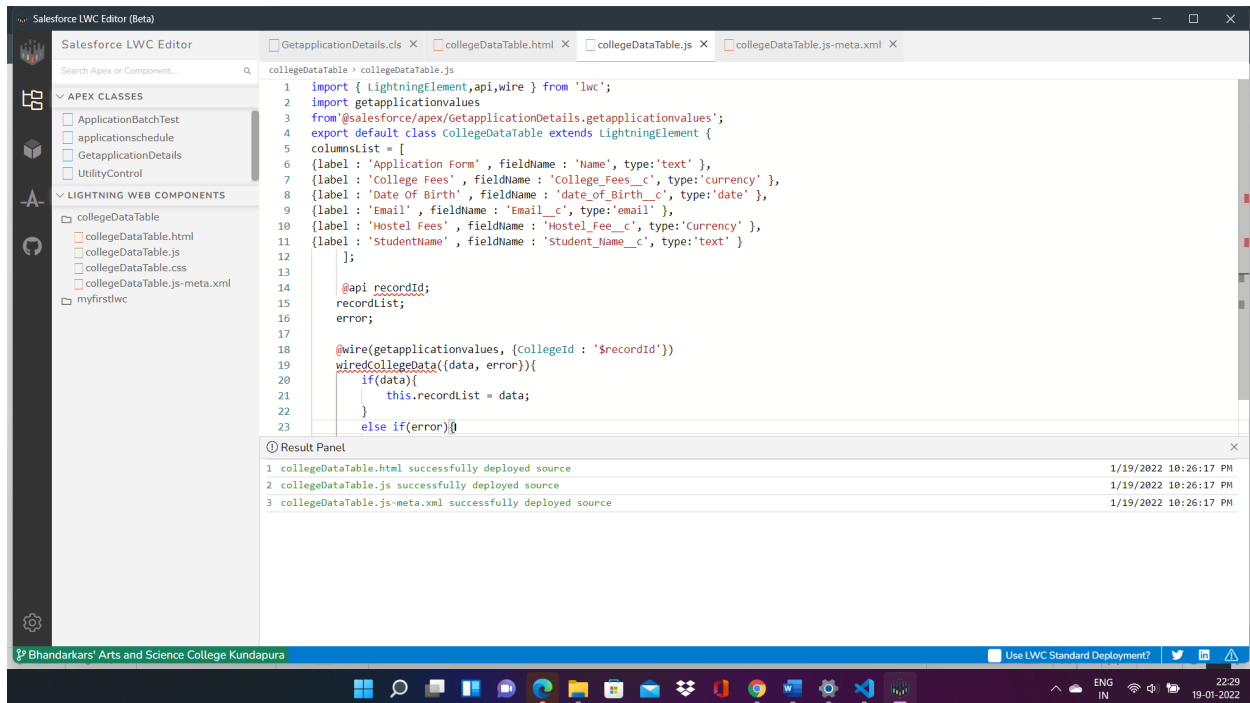 Salesforce LWC Editor (Beta)
Salesforce LWC Editor
Search Apex or Component...
APEX CLASSES
ApplicationBatchTest
applicationschedule
GetapplicationDetails
UtilityControl
LIGHTNING WEB COMPONENTS
collegeDataTable
collegeDataTable.html
collegeDataTable.js
collegeDataTable.css
collegeDataTable.js-meta.xml
myfirstlwc
GetapplicationDetails.cls × collegeDataTable.html × collegeDataTable.js × collegeDataTable.js-meta.xml ×
collegeDataTable > collegeDataTable.js
1 import { LightningElement,api,wire } from 'lwc';
2 import getapplicationvalues
3 from'@salesforce/apex/GetapplicationDetails.getapplicationvalues';
4 export default class CollegeDataTable extends LightningElement {
5 columnsList = [
6 {label : 'Application Form' , fieldName : 'Name', type:'text' },
7 {label : 'College Fees' , fieldName : 'College_Fees__c', type:'currency' },
8 {label : 'Date Of Birth' , fieldName : 'date_of_Birth__c', type:'date' },
9 {label : 'Email' , fieldName : 'Email__c', type:'email' },
10 {label : 'Hostel Fees' , fieldName : 'Hostel_Fee__c', type:'Currency' },
11 {label : 'StudentName' , fieldName : 'Student_Name__c', type:'text' }
12 ];
13
14 @api recordId;
15 recordList;
16 error;
17
18 @wire(getapplicationvalues, {CollegeId : '$recordId'})
19 wiredCollegeData({data, error}){
20 if(data){
21 this.recordList = data;
22 }
23 else if(error){
Result Panel
1 collegeDataTable.html successfully deployed source 1/19/2022 10:26:17 PM
2 collegeDataTable.js successfully deployed source 1/19/2022 10:26:17 PM
3 collegeDataTable.js-meta.xml successfully deployed source 1/19/2022 10:26:17 PM
Bhandarkars' Arts and Science College Kundapura
Use LWC Standard Deployment?
ENG
IN
22:29
19-01-2022